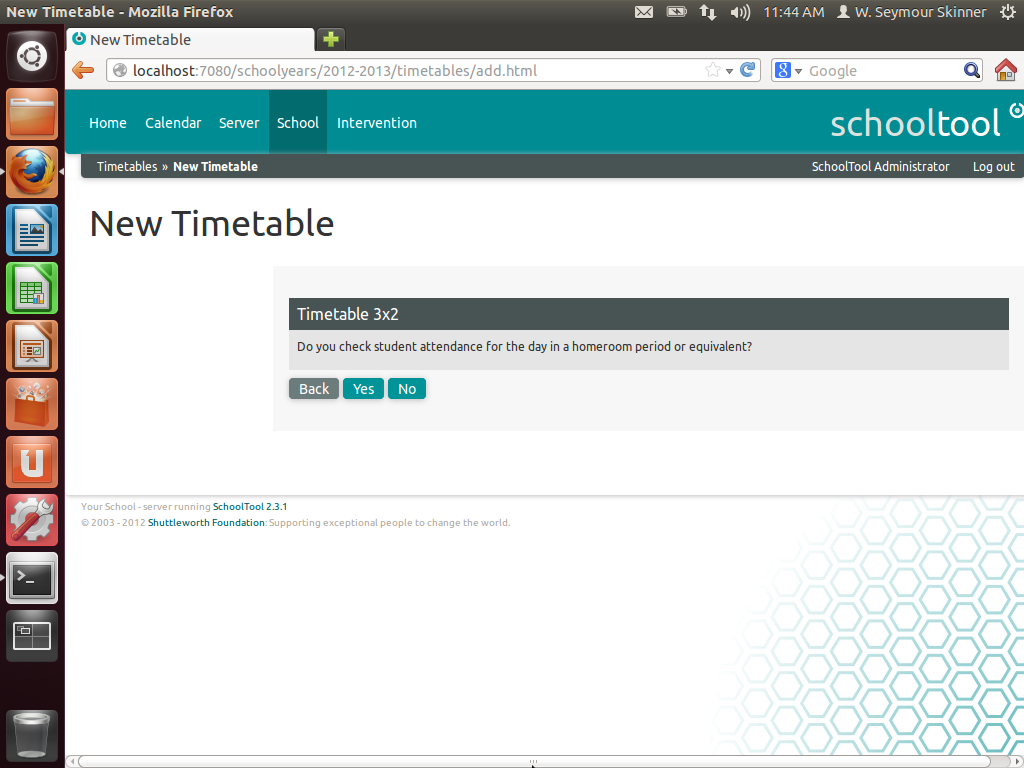 New Timetable - Mozilla Firefox
11:44 AM W. Seymour Skinner
New Timetable
localhost:7080/schoolyears/2012-2013/timetables/add.html
8 Google
Home Calendar Server School Intervention
schooltool
Timetables » New Timetable
SchoolTool Administrator Log out
New Timetable
Timetable 3x2
Do you check student attendance for the day in a homeroom period or equivalent?
Back Yes No
Your School - server running SchoolTool 2.3.1
© 2003 - 2012 Shuttleworth Foundation: Supporting exceptional people to change the world.